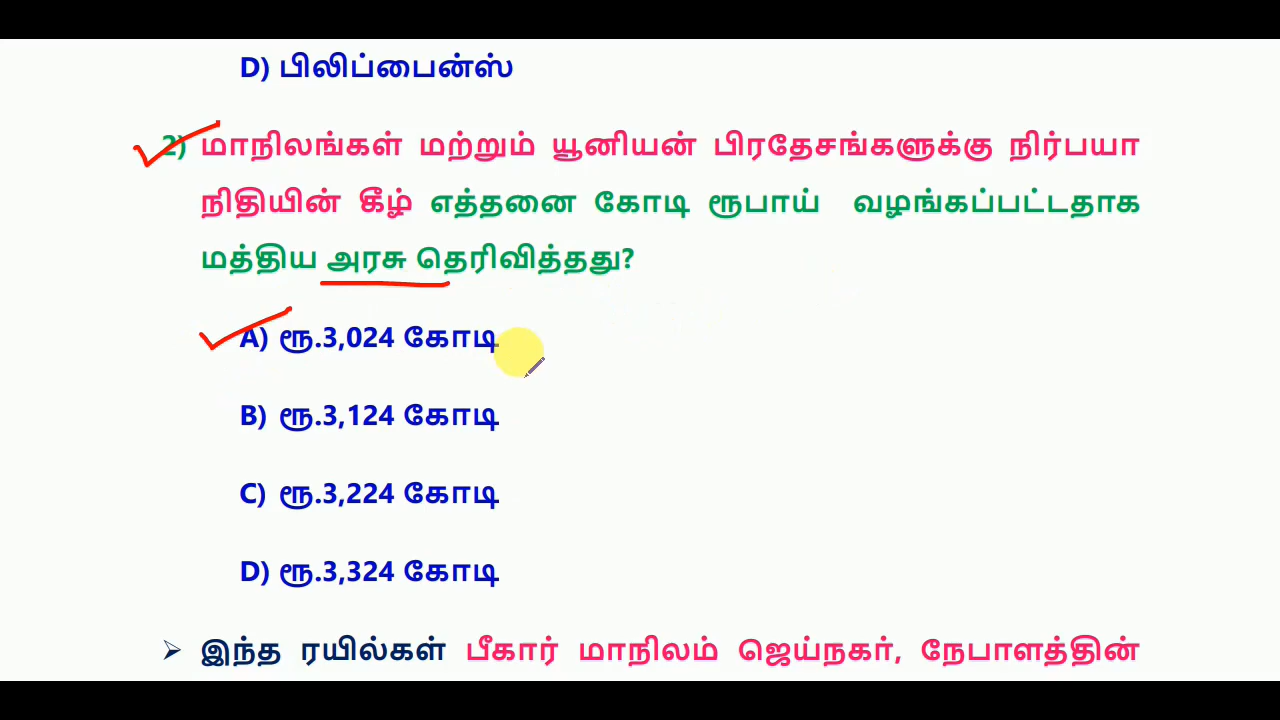 D) பிலிப்பைன்ஸ்
2) மாநிலங்கள் மற்றும் யூனியன் பிரதேசங்களுக்கு நிர்பயா
நிதியின் கீழ் எத்தனை கோடி ரூபாய் வழங்கப்பட்டதாக
மத்திய அரசு தெரிவித்தது?
A) ரூ.3,024 கோடி
B) ரூ.3,124 கோடி
C) ரூ.3,224 கோடி
D) ரூ.3,324 கோடி
➢ இந்த ரயில்கள் பீகார் மாநிலம் ஜெய்நகர், நேபாளத்தின்